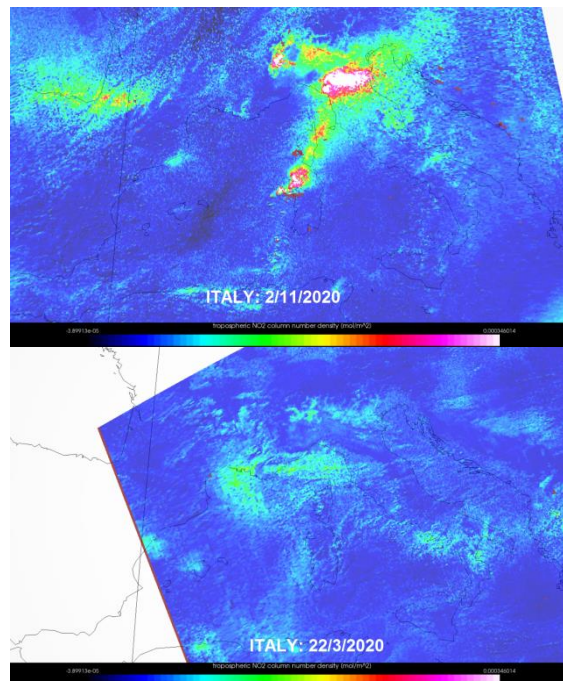 ITALY: 2/11/2020
-3.89913e-05
tropospheric NO2 column number density (mol/m^2)
0.000346014
ITALY: 22/3/2020
-3.89913e-05
tropospheric NO2 column number density (mol/m^2)
0.000346014